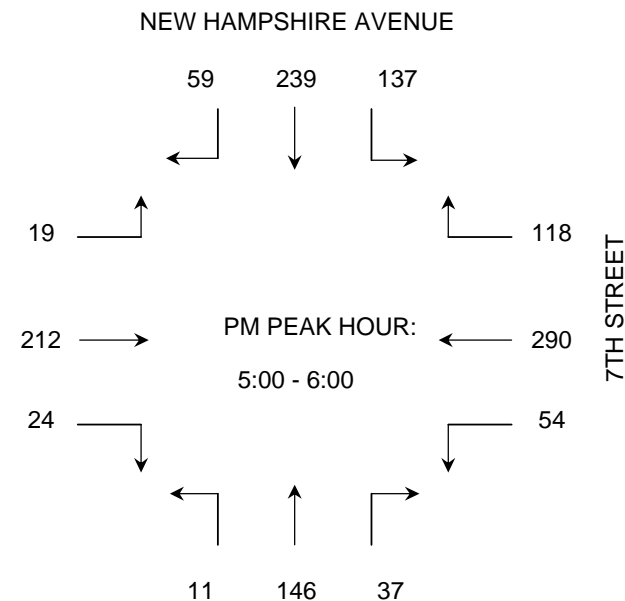 NEW HAMPSHIRE AVENUE
59 239 137
19 118
212 PM PEAK HOUR: 290
5:00 - 6:00
24 54
11 146 37
7TH STREET